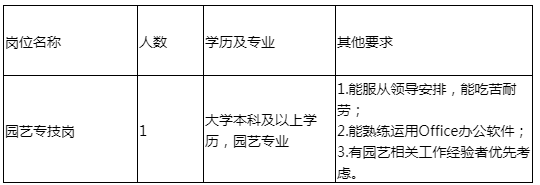 岗位名称 人数 学历及专业 其他要求
园艺专技岗 1 大学本科及以上学
历，园艺专业
1.能服从领导安排，能吃苦耐
劳；
2.能熟练运用Office办公软件；
3.有园艺相关工作经验者优先考
虑。